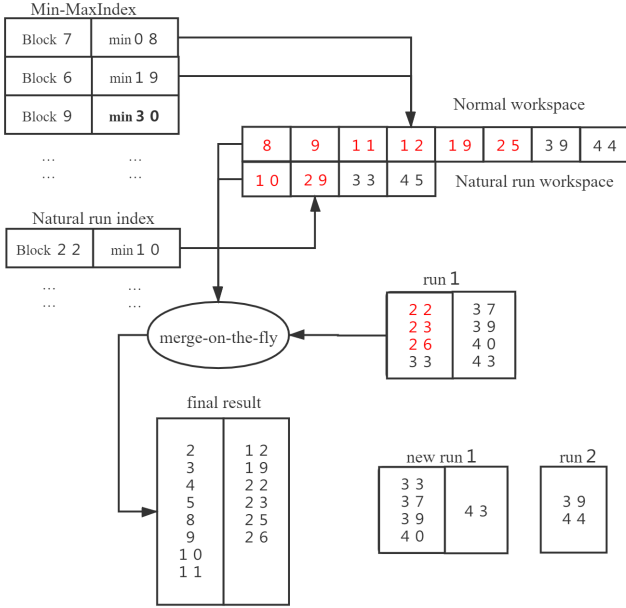 Min-MaxIndex
Block 7 min 0 8
Block 6 min 1 9
Block 9 min 3 0
... ...
... ...
Normal workspace
8 9 1 1 1 2 1 9 2 5 3 9 4 4
1 0 2 9 3 3 4 5
Natural run workspace
Natural run index
Block 2 2 min 1 0
... ...
... ...
run 1
2 2 3 7
2 3 3 9
2 6 4 0
3 3 4 3
merge-on-the-fly
final result
2 1 2
3 1 9
4 2 2
5 2 3
8 2 5
9 2 6
1 0
1 1
new run 1
3 3
3 7
3 9
4 0
4 3
run 2
3 9
4 4